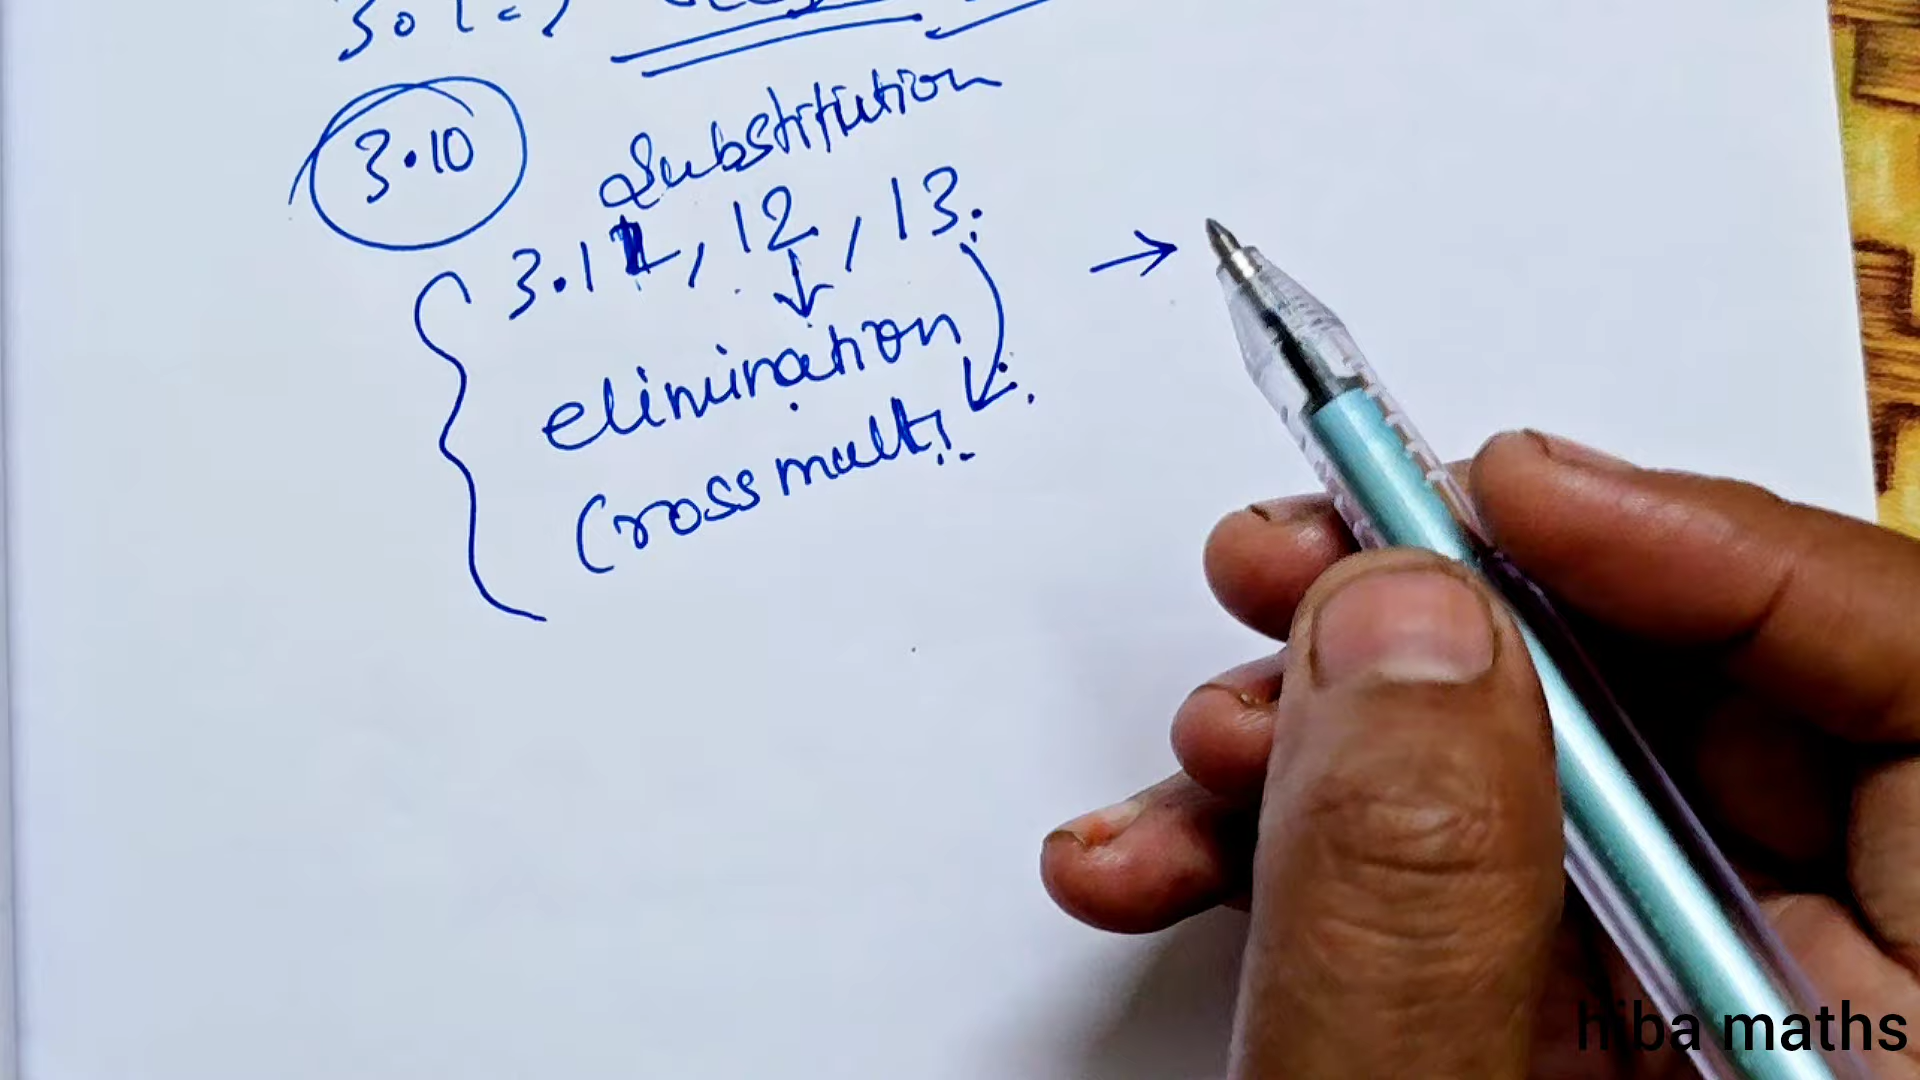 3.10
Substitution
3.11, 12, 13.
→
elimination
Cross multi..
hiba maths